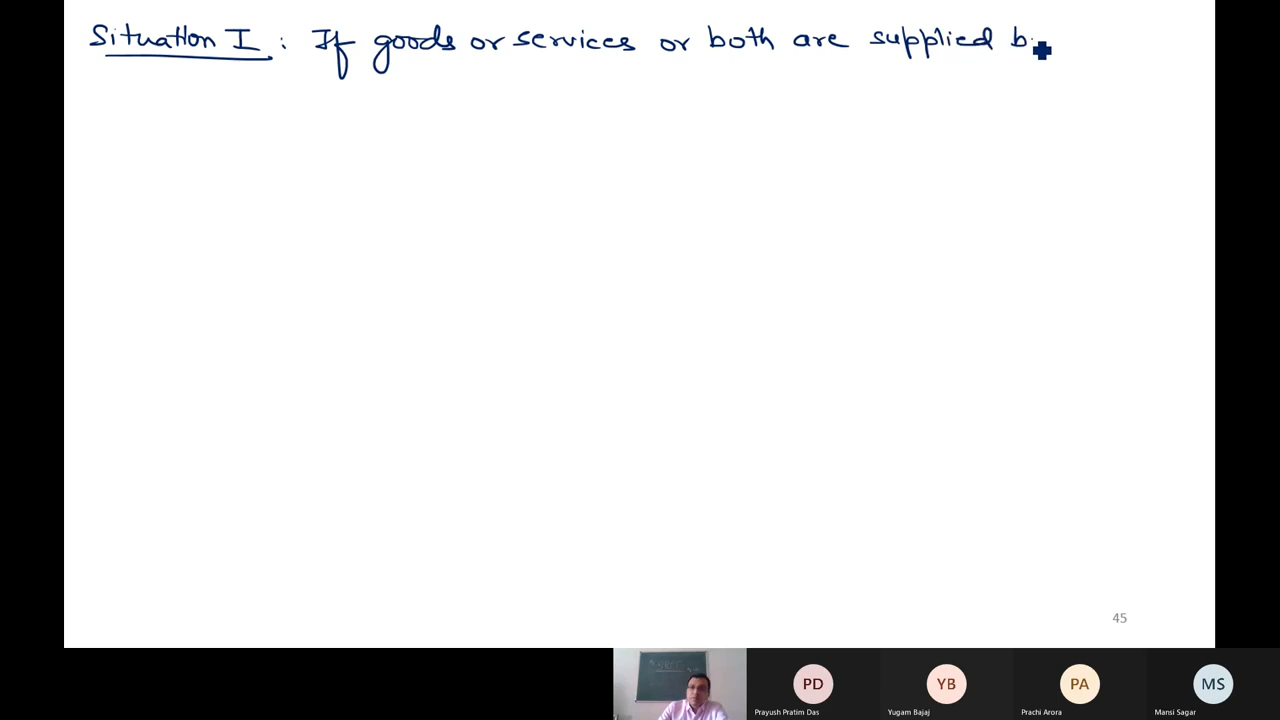 Situation I : If goods or services or both are supplied b
45
PD
YB
PA
MS
Prayush Pratim Das
Yugam Bajaj
Prachi Arora
Mansi Sagar